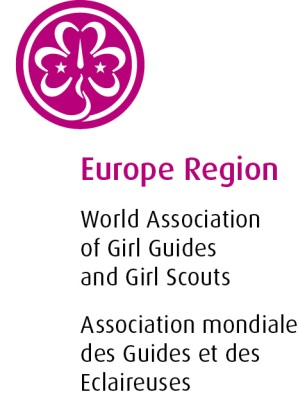 Europe Region
World Association
of Girl Guides
and Girl Scouts
Association mondiale
des Guides et des
Eclaireuses